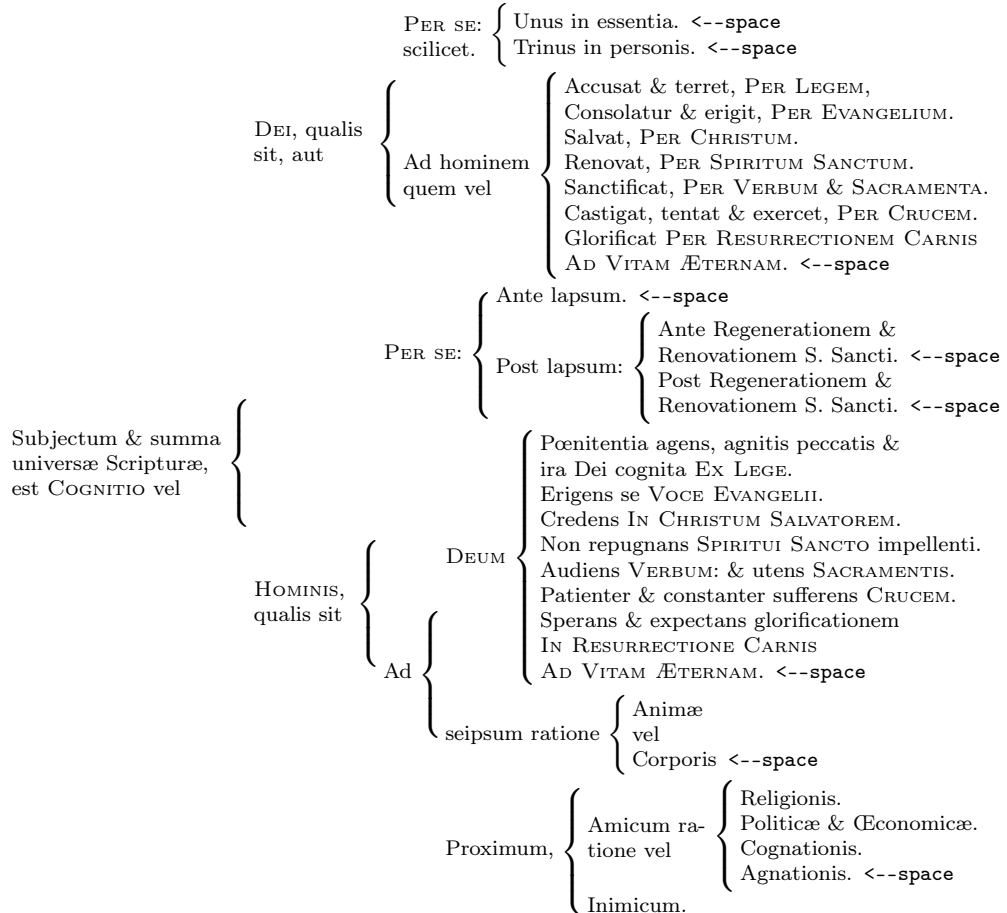 PER SE:
scilicet.
Unus in essentia. <--space
Trinus in personis. <--space
DEI, qualis
sit, aut
Ad hominem
quem vel
Accusat & terret, PER LEGEM,
Consolatur & erigit, PER EVANGELIUM.
Salvat, PER CHRISTUM.
Renovat, PER SPIRITUM SANCTUM.
Sanctificat, PER VERBUM & SACRAMENTA.
Castigat, tentat & exercet, PER CRUCEM.
Glorificat PER RESURRECTIONEM CARNIS
AD VITAM ÆTERNAM. <--space
Subjectum & summa
universæ Scripturæ,
est COGNITIO vel
PER SE:
Ante lapsum. <--space
Post lapsum:
Ante Regenerationem &
Renovationem S. Sancti. <--space
Post Regenerationem &
Renovationem S. Sancti. <--space
HOMINIS,
qualis sit
Ad
DEUM
Pœnitentia agens, agnitis peccatis &
ira Dei cognita EX LEGE.
Erigens se VOCE EVANGELII.
Credens IN CHRISTUM SALVATOREM.
Non repugnans SPIRITUI SANCTO impellenti.
Audiens VERBUM: & utens SACRAMENTIS.
Patienter & constanter sufferens CRUCEM.
Sperans & expectans glorificationem
IN RESURRECTIONE CARNIS
AD VITAM ÆTERNAM. <--space
seipsum ratione
Animæ
vel
Corporis <--space
Proximum,
Amicum ra-
tione vel
Religionis.
Politicæ & Œconomicæ.
Cognationis.
Agnationis. <--space
Inimicum.